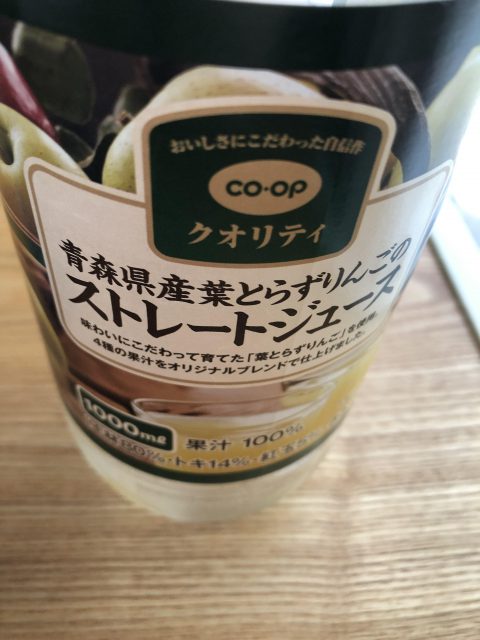 おいしさにこだわった自信作
CO・OP
クオリティ
青森県産葉とらずりんごの
ストレートジュース
味わいにこだわって育てた「葉とらずりんご」を使用。
4種の果汁をオリジナルブレンドで仕上げました。
1000ml
果汁 100%
80%・トキ14%・紅玉